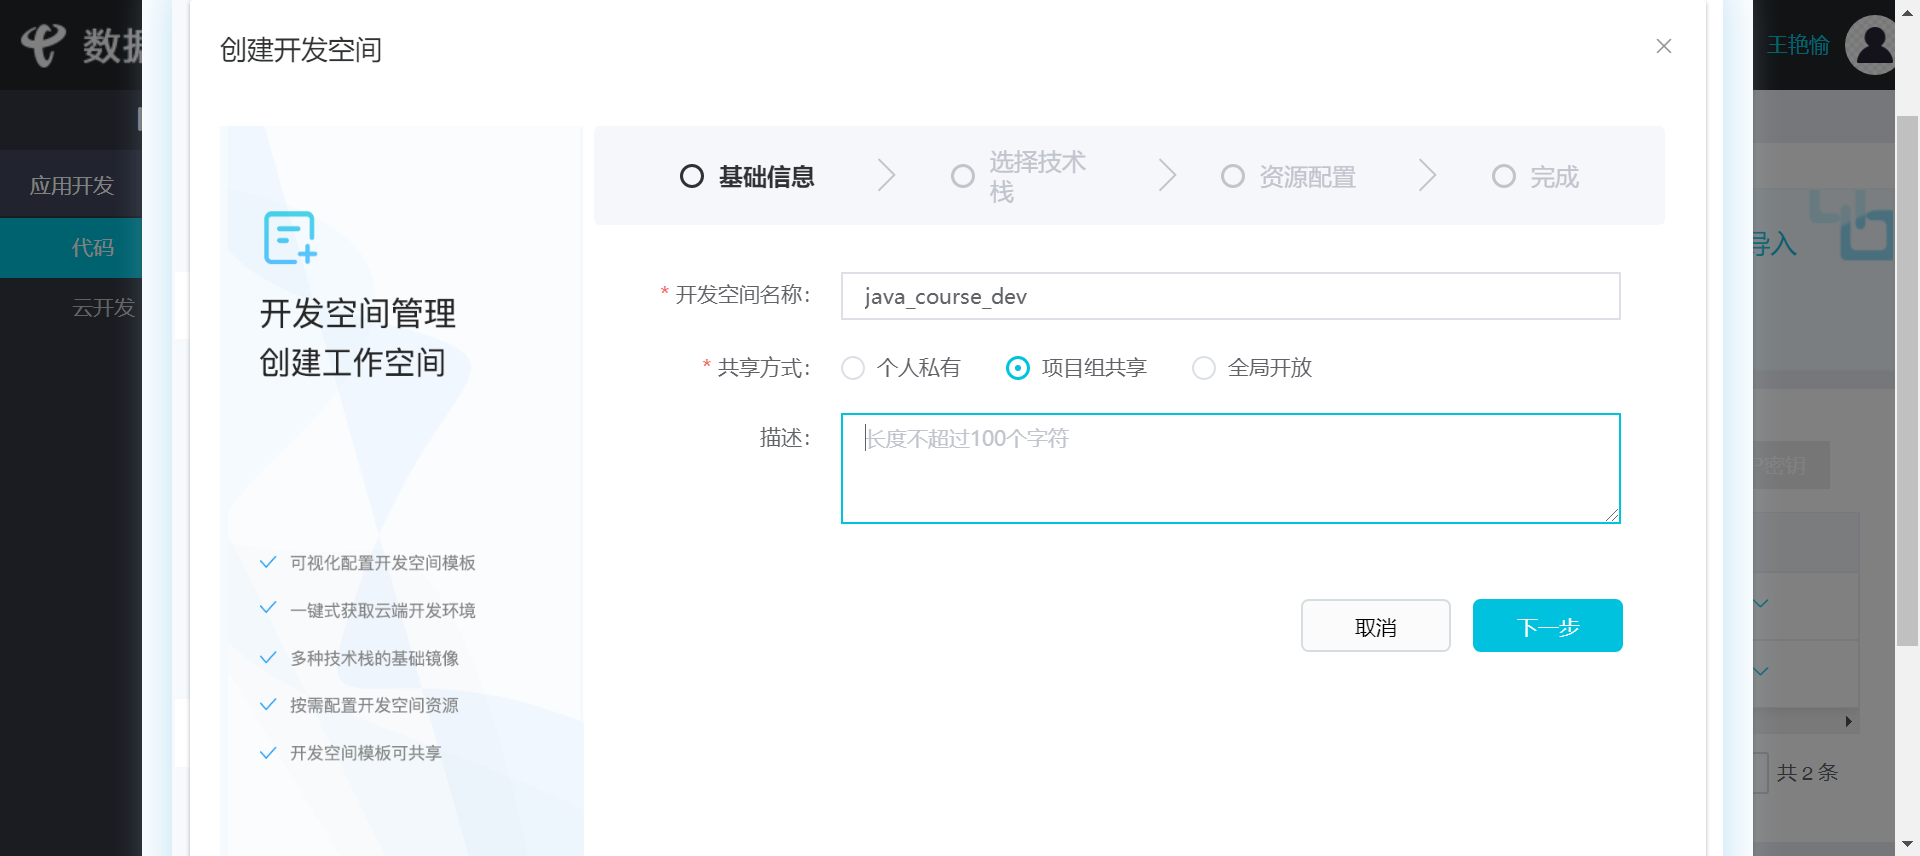 数据
王艳愉
应用开发
代码
云开发
导入
密钥
共 2 条
创建开发空间
开发空间管理
创建工作空间
可视化配置开发空间模板
一键式获取云端开发环境
多种技术栈的基础镜像
按需配置开发空间资源
开发空间模板可共享
基础信息
选择技术
栈
资源配置
完成
* 开发空间名称：
java_course_dev
* 共享方式：
个人私有
项目组共享
全局开放
描述：
长度不超过100个字符
取消
下一步